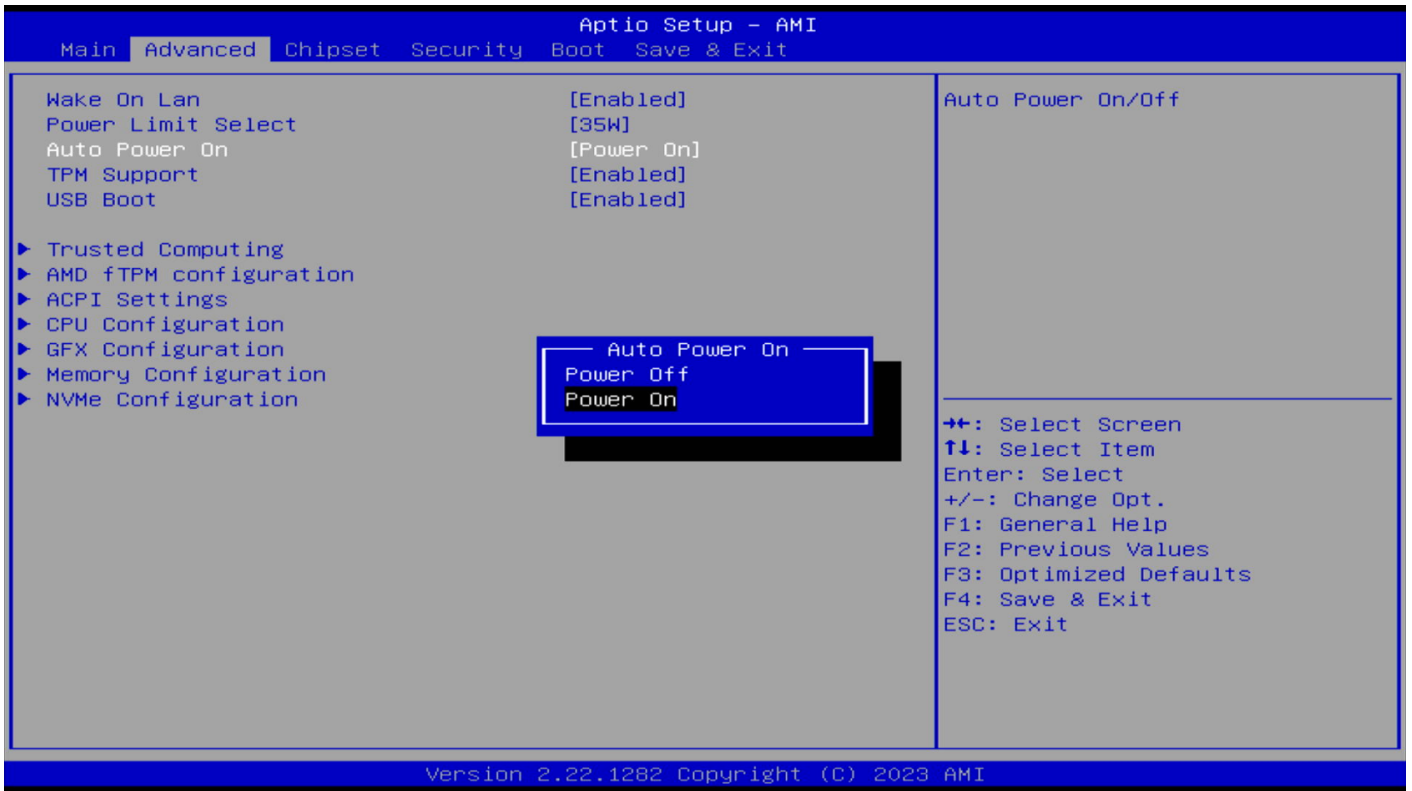 Aptio Setup - AMI
Main Advanced Chipset Security Boot Save & Exit
Wake On Lan [Enabled]
Power Limit Select [35W]
Auto Power On [Power On]
TPM Support [Enabled]
USB Boot [Enabled]
Trusted Computing
AMD fTPM configuration
ACPI Settings
CPU Configuration
GFX Configuration
Memory Configuration
NVMe Configuration
Auto Power On
Power Off
Power On
Auto Power On/Off
→←: Select Screen
↑↓: Select Item
Enter: Select
+/-: Change Opt.
F1: General Help
F2: Previous Values
F3: Optimized Defaults
F4: Save & Exit
ESC: Exit
Version 2.22.1282 Copyright (C) 2023 AMI